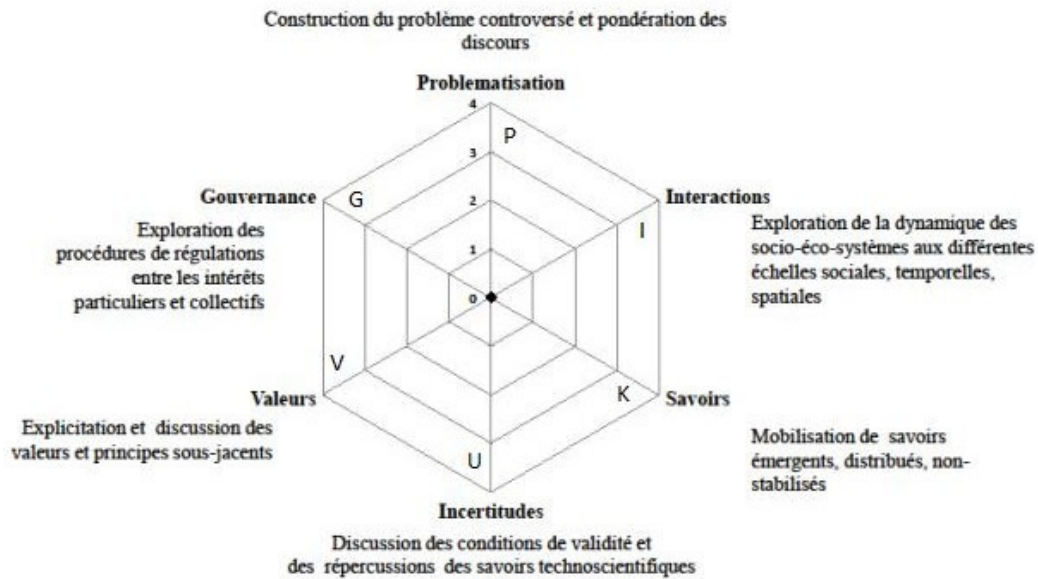 Construction du problème controversé et pondération des
discours
Problematisation
4
P
3
Gouvernance
G
2
Interactions
I
Exploration des
procédures de régulations
entre les intérêts
particuliers et collectifs
1
Exploration de la dynamique des
socio-éco-systèmes aux différentes
échelles sociales, temporelles,
spatiales
0
V
K
Valeurs
Savoirs
Explicitation et discussion des
valeurs et principes sous-jacents
U
Mobilisation de savoirs
émergents, distribués, non-
stabilisés
Incertitudes
Discussion des conditions de validité et
des répercussions des savoirs technoscientifiques